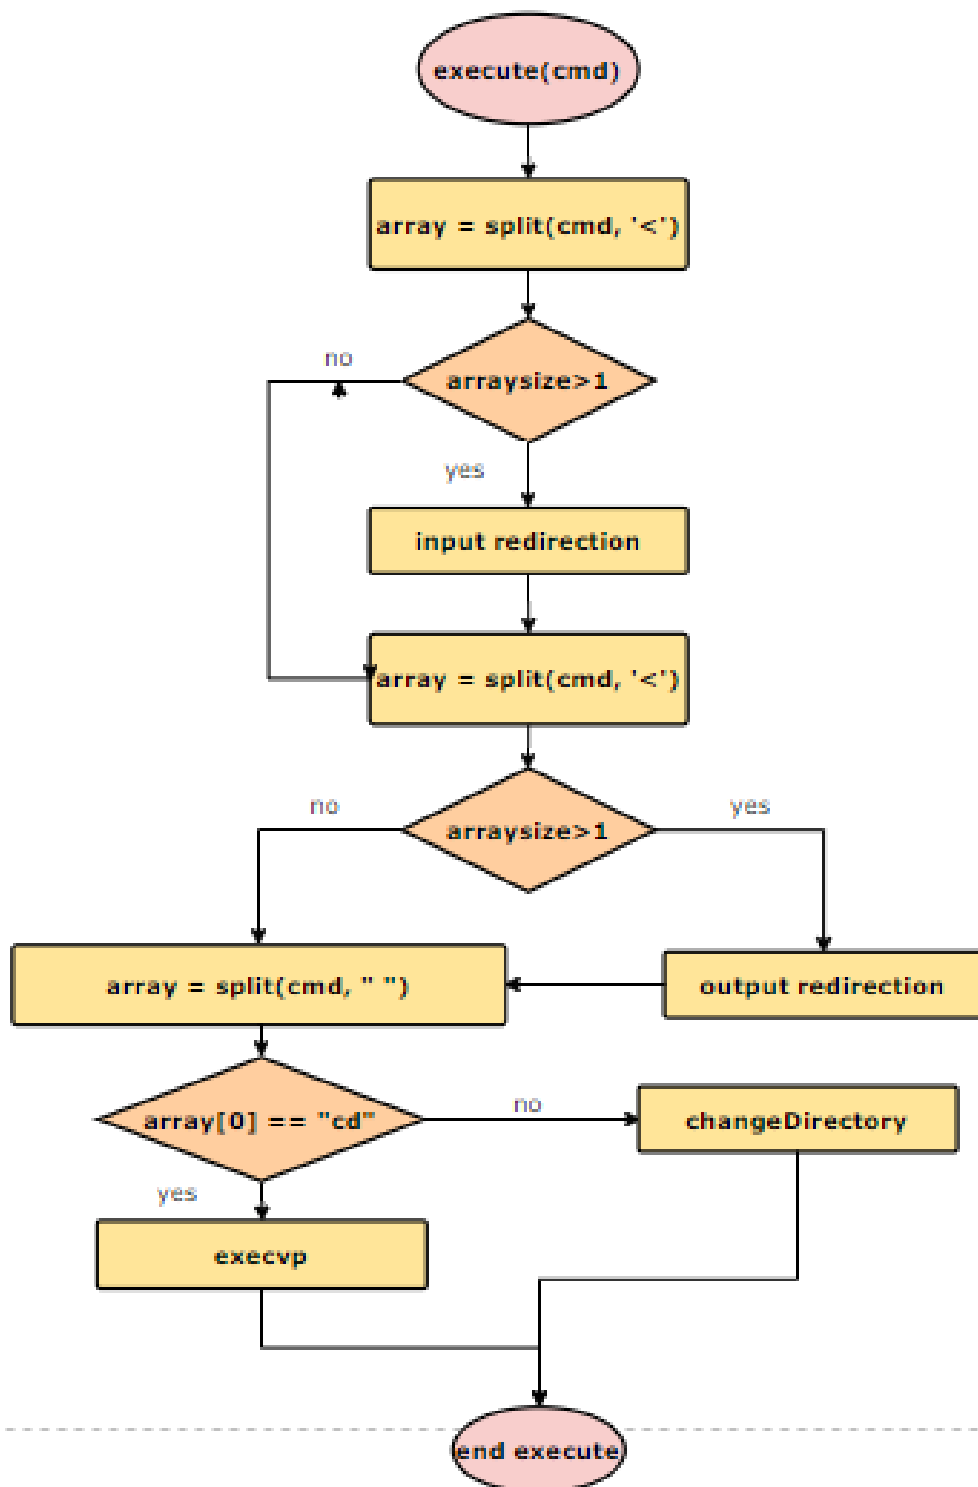 execute(cmd)
array = split(cmd, '<')
no
arraysize>1
yes
input redirection
array = split(cmd, '<')
no
yes
arraysize>1
array = split(cmd, " ")
output redirection
array[0] == "cd"
no
changeDirectory
yes
execvp
end execute